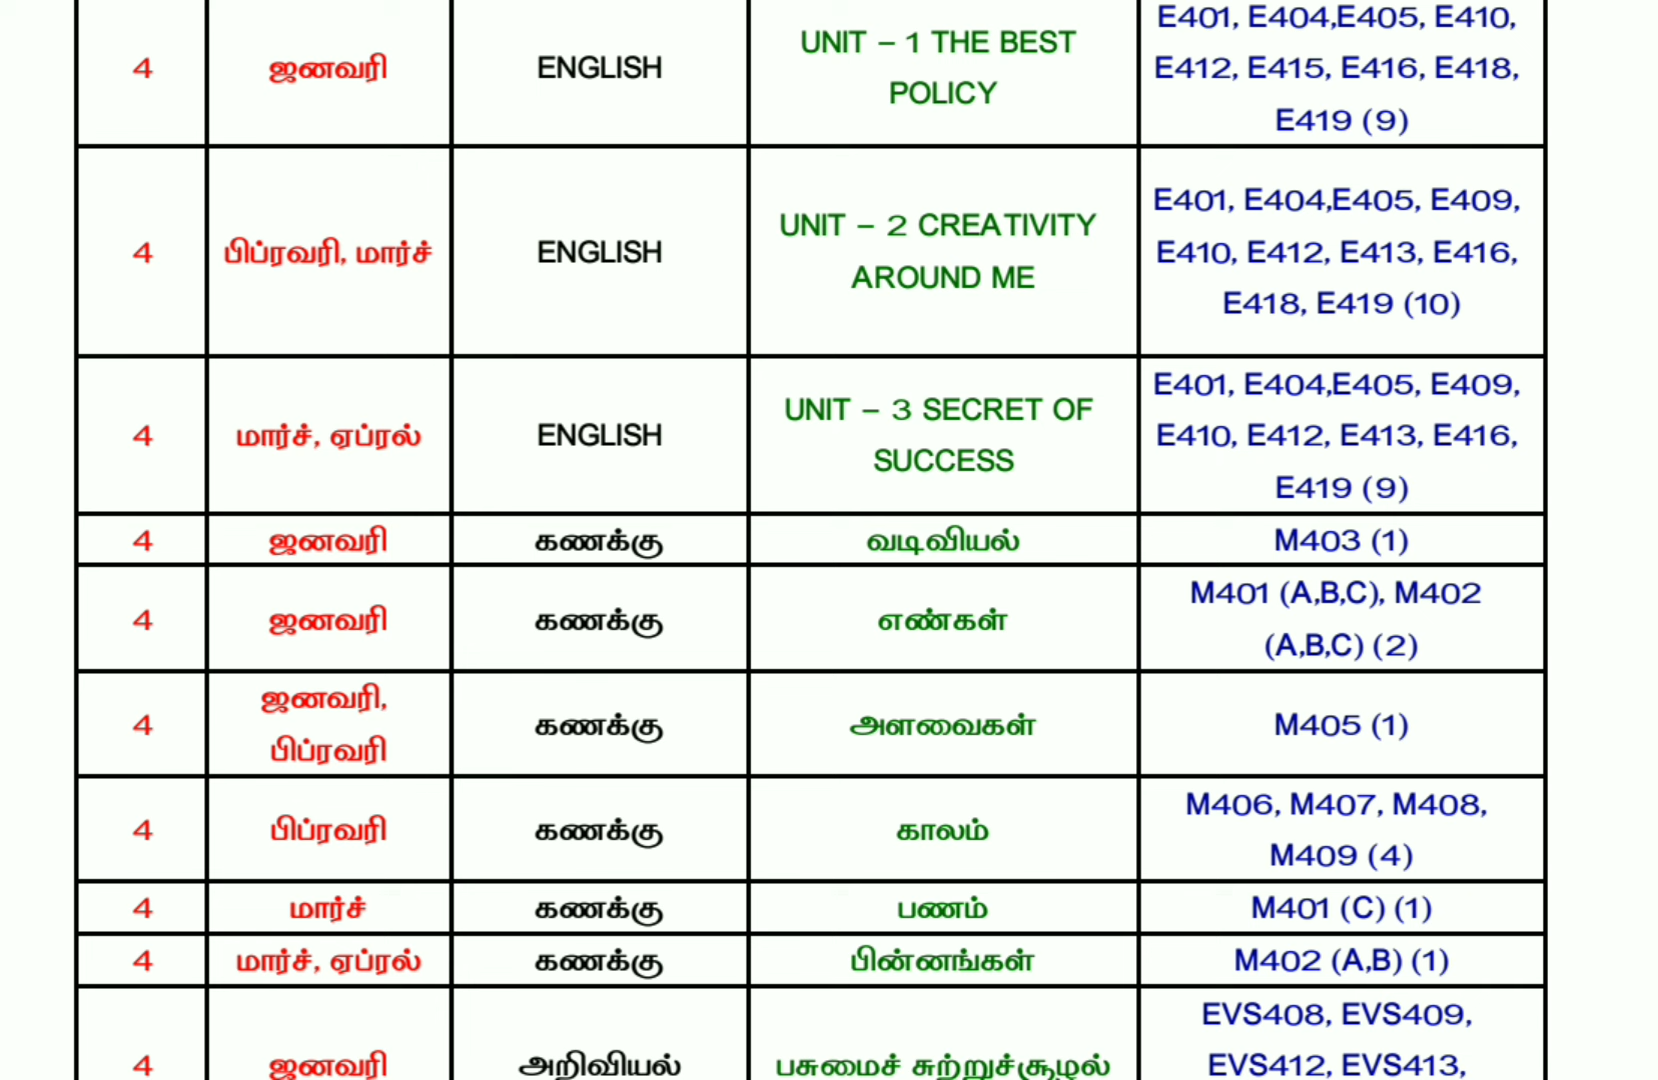 E401, E404,E405, E410,
4 ஜனவரி ENGLISH UNIT – 1 THE BEST POLICY E412, E415, E416, E418,
E419 (9)
4 பிப்ரவரி, மார்ச் ENGLISH UNIT – 2 CREATIVITY AROUND ME E401, E404,E405, E409,
E410, E412, E413, E416,
E418, E419 (10)
4 மார்ச், ஏப்ரல் ENGLISH UNIT – 3 SECRET OF SUCCESS E401, E404,E405, E409,
E410, E412, E413, E416,
E419 (9)
4 ஜனவரி கணக்கு வடிவியல் M403 (1)
4 ஜனவரி கணக்கு எண்கள் M401 (A,B,C), M402
(A,B,C) (2)
4 ஜனவரி, பிப்ரவரி கணக்கு அளவைகள் M405 (1)
4 பிப்ரவரி கணக்கு காலம் M406, M407, M408,
M409 (4)
4 மார்ச் கணக்கு பணம் M401 (C) (1)
4 மார்ச், ஏப்ரல் கணக்கு பின்னங்கள் M402 (A,B) (1)
4 ஜனவரி அறிவியல் பசுமைச் சுற்றுச்சூழல் EVS408, EVS409,
EVS412, EVS413,